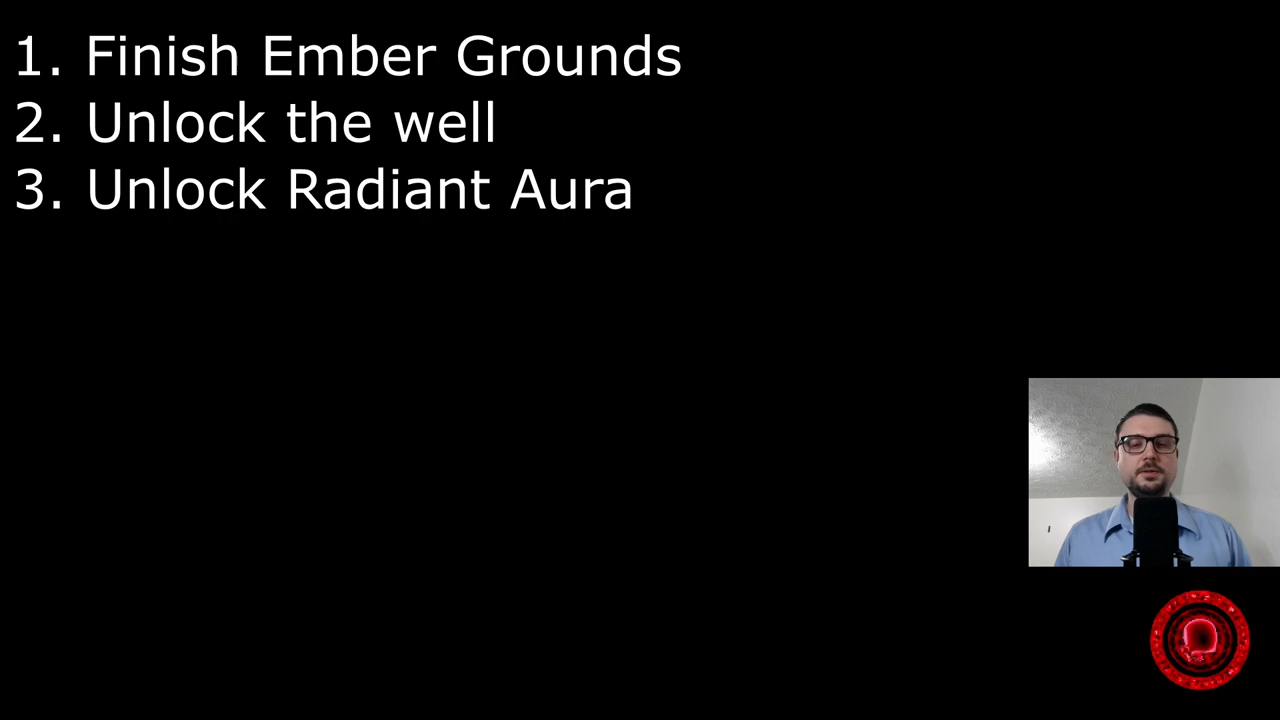 1. Finish Ember Grounds
2. Unlock the well
3. Unlock Radiant Aura